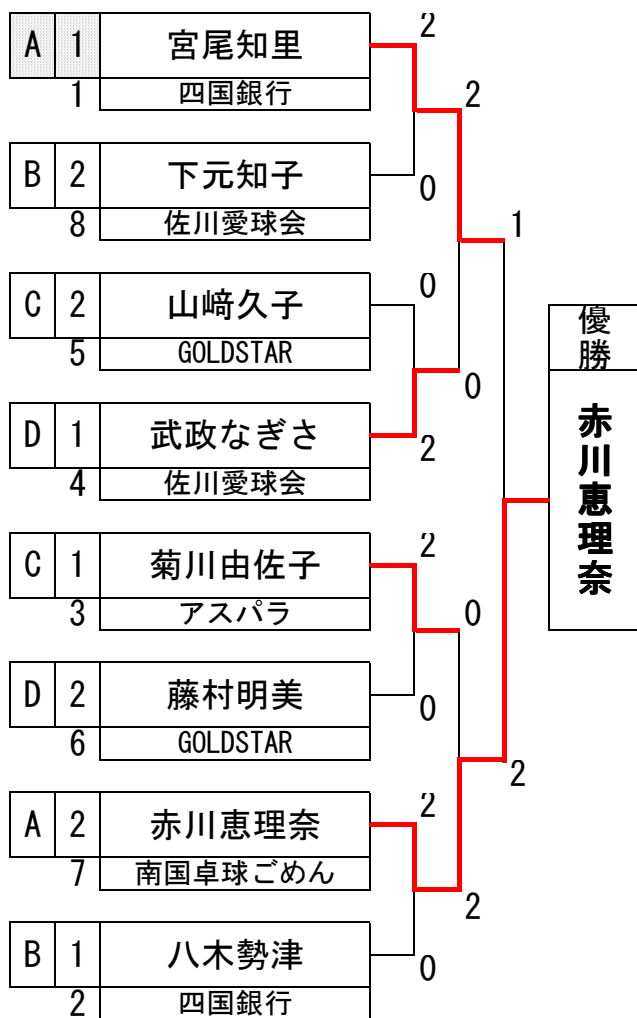 A 1 宮尾知里 2
1 四国銀行 2
B 2 下元知子 0
8 佐川愛球会 1
C 2 山﨑久子 0
5 GOLDSTAR 0
D 1 武政なぎさ 2
4 佐川愛球会
C 1 菊川由佐子 2
3 アスパラ 0
D 2 藤村明美 0
6 GOLDSTAR 2
A 2 赤川恵理奈 2
7 南国卓球ごめん 2
B 1 八木勢津 0
2 四国銀行
優勝
赤川恵理奈